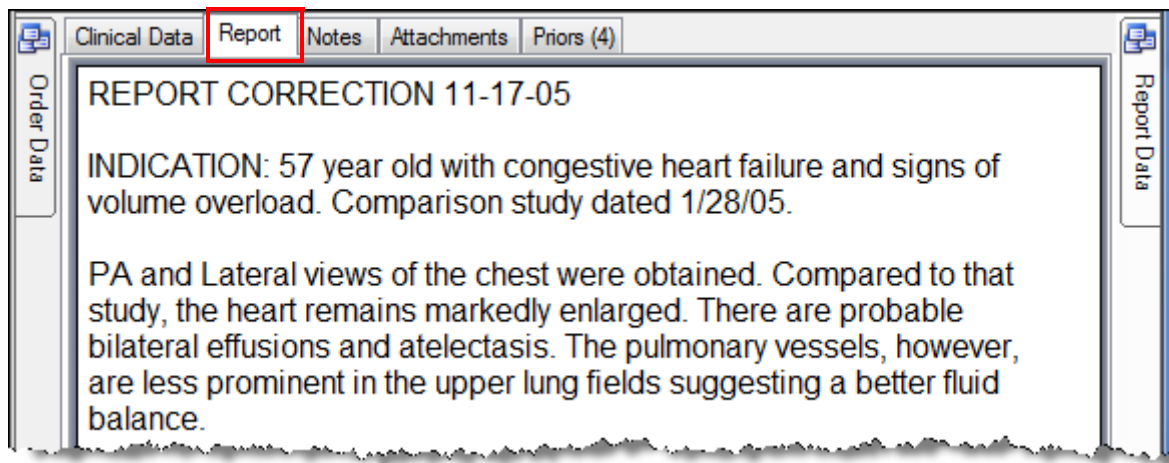 Clinical Data Report Notes Attachments Priors (4)
Order Data
Report Data
REPORT CORRECTION 11-17-05
INDICATION: 57 year old with congestive heart failure and signs of
volume overload. Comparison study dated 1/28/05.
PA and Lateral views of the chest were obtained. Compared to that
study, the heart remains markedly enlarged. There are probable
bilateral effusions and atelectasis. The pulmonary vessels, however,
are less prominent in the upper lung fields suggesting a better fluid
balance.